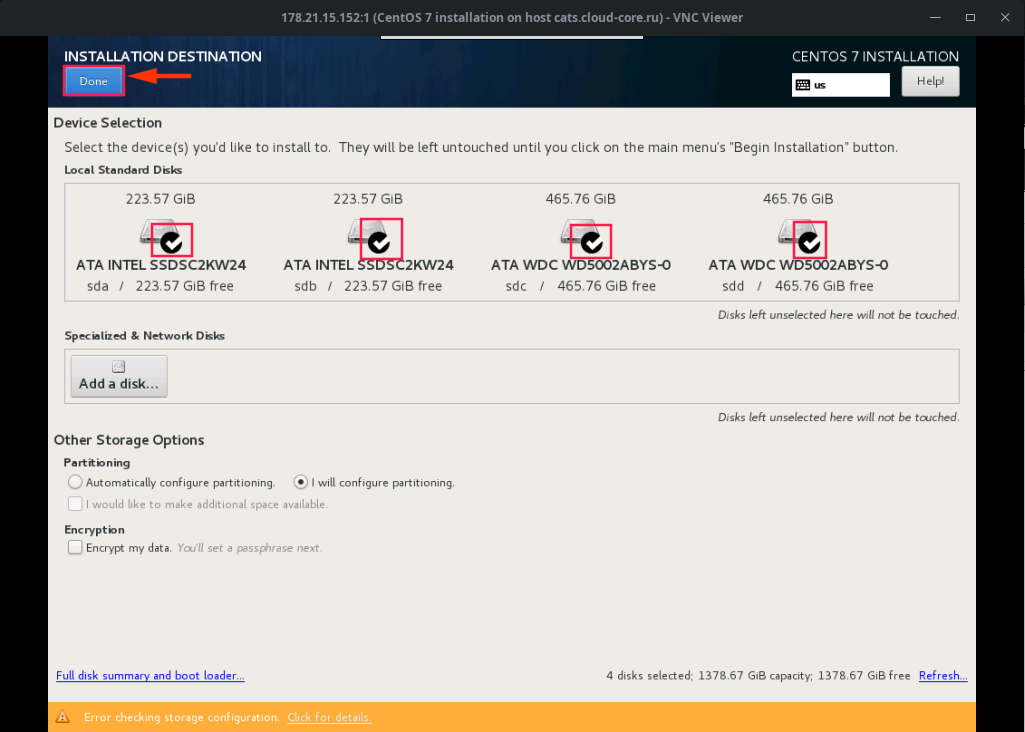 178.21.15.152:1 (CentOS 7 installation on host cats.cloud-core.ru) - VNC Viewer
INSTALLATION DESTINATION
CENTOS 7 INSTALLATION
Done
us
Help!
Device Selection
Select the device(s) you'd like to install to. They will be left untouched until you click on the main menu's "Begin Installation" button.
Local Standard Disks
223.57 GiB 223.57 GiB 465.76 GiB 465.76 GiB
ATA INTEL SSDSC2KW24 ATA INTEL SSDSC2KW24 ATA WDC WD5002ABYS-0 ATA WDC WD5002ABYS-0
sda / 223.57 GiB free sdb / 223.57 GiB free sdc / 465.76 GiB free sdd / 465.76 GiB free
Disks left unselected here will not be touched.
Specialized & Network Disks
Add a disk...
Disks left unselected here will not be touched.
Other Storage Options
Partitioning
Automatically configure partitioning. I will configure partitioning.
I would like to make additional space available.
Encryption
Encrypt my data. You'll set a passphrase next.
Full disk summary and boot loader... 4 disks selected; 1378.67 GiB capacity; 1378.67 GiB free Refresh...
Error checking storage configuration. Click for details.